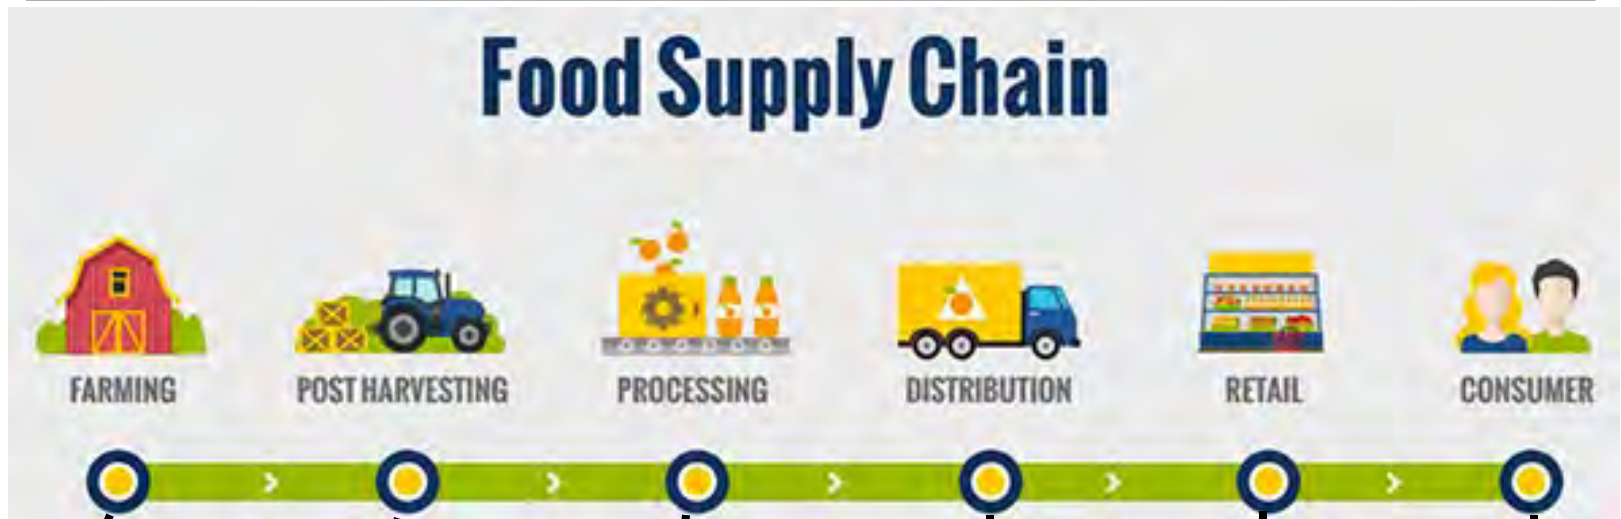 Food Supply Chain
FARMING
POST HARVESTING
PROCESSING
DISTRIBUTION
RETAIL
CONSUMER